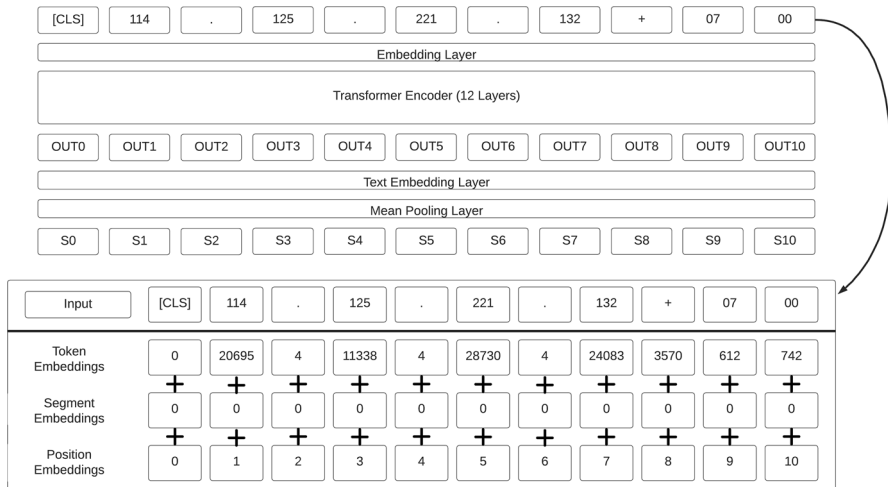 [CLS] 114 . 125 . 221 . 132 + 07 00
Embedding Layer
Transformer Encoder (12 Layers)
OUT0 OUT1 OUT2 OUT3 OUT4 OUT5 OUT6 OUT7 OUT8 OUT9 OUT10
Text Embedding Layer
Mean Pooling Layer
S0 S1 S2 S3 S4 S5 S6 S7 S8 S9 S10
Input [CLS] 114 . 125 . 221 . 132 + 07 00
Token
Embeddings
0 20695 4 11338 4 28730 4 24083 3570 612 742
+ + + + + + + + + + +
Segment
Embeddings
0 0 0 0 0 0 0 0 0 0 0
+ + + + + + + + + + +
Position
Embeddings
0 1 2 3 4 5 6 7 8 9 10